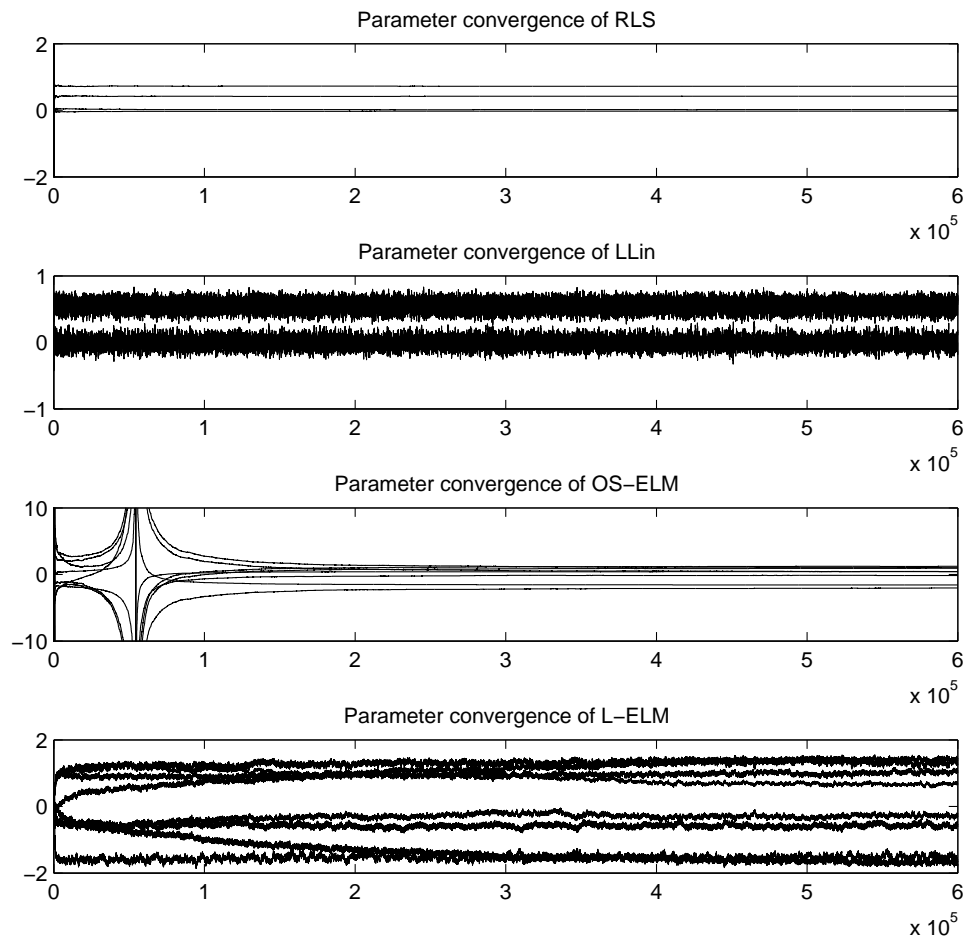 Parameter convergence of RLS
2
0
−2
0 1 2 3 4 5 6
x 10^5
Parameter convergence of LLin
1
0
−1
0 1 2 3 4 5 6
x 10^5
Parameter convergence of OS−ELM
10
0
−10
0 1 2 3 4 5 6
x 10^5
Parameter convergence of L−ELM
2
0
−2
0 1 2 3 4 5 6
x 10^5